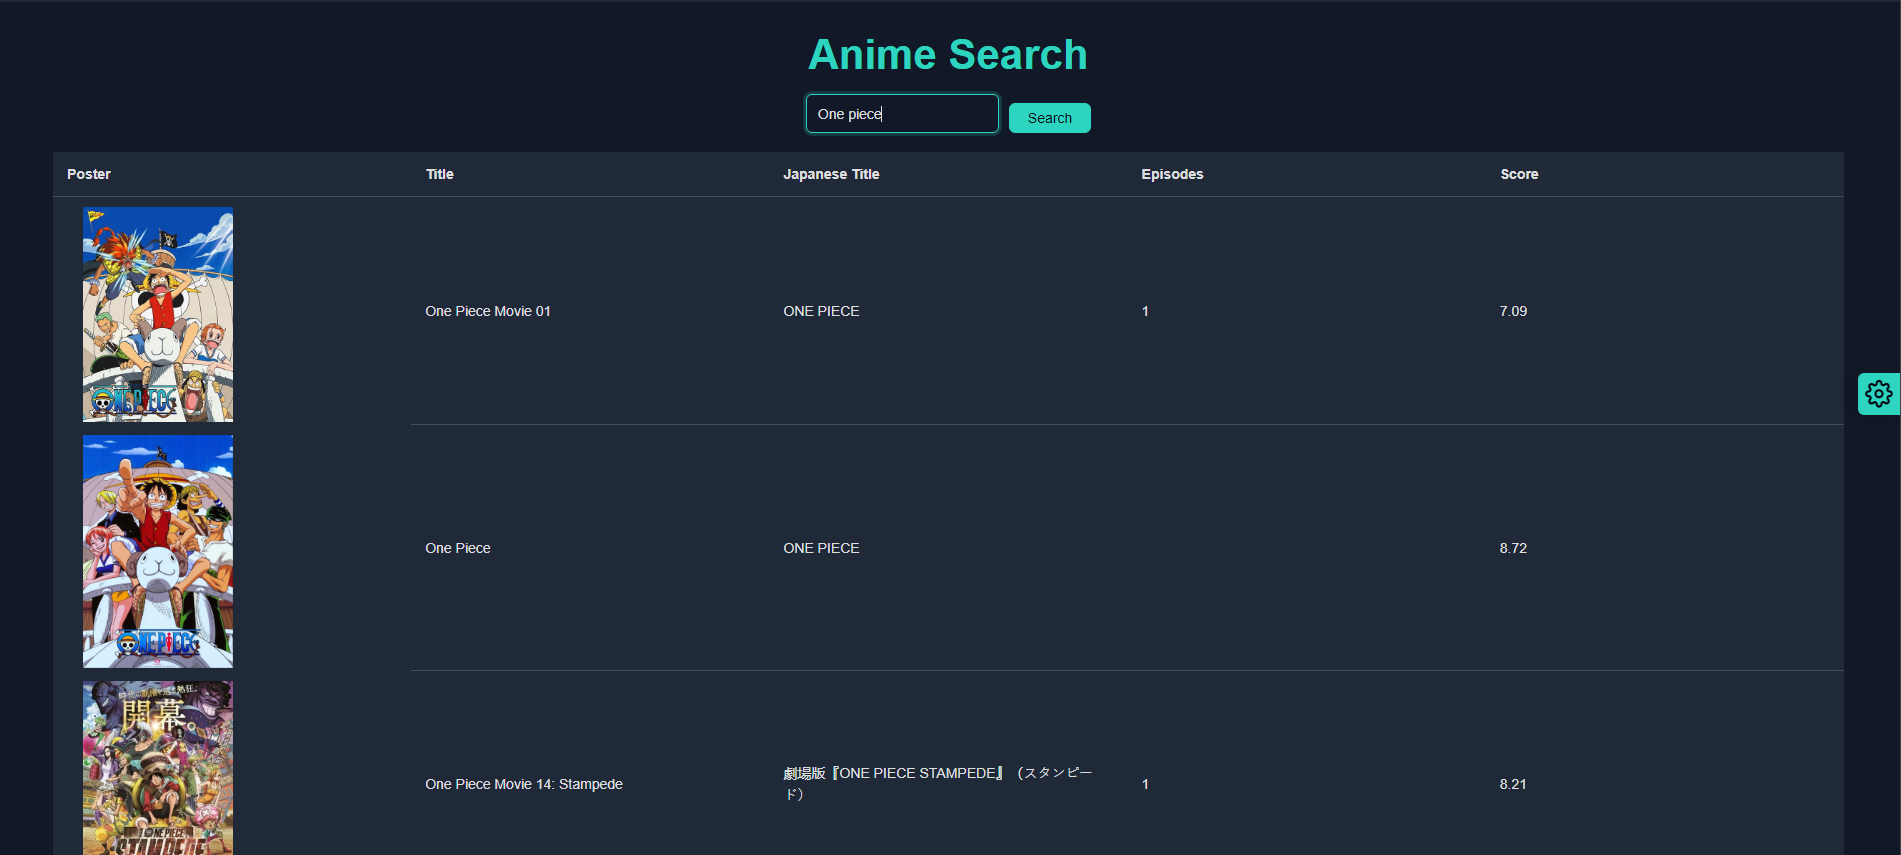 Anime Search
One piece
Search
Poster Title Japanese Title Episodes Score
ONE PIECE
One Piece Movie 01 ONE PIECE 1 7.09
ONE PIECE
One Piece ONE PIECE 8.72
開幕。
One Piece Movie 14: Stampede 劇場版『ONE PIECE STAMPEDE』（スタンピー
ド） 1 8.21
ONE PIECE
STAMPEDE